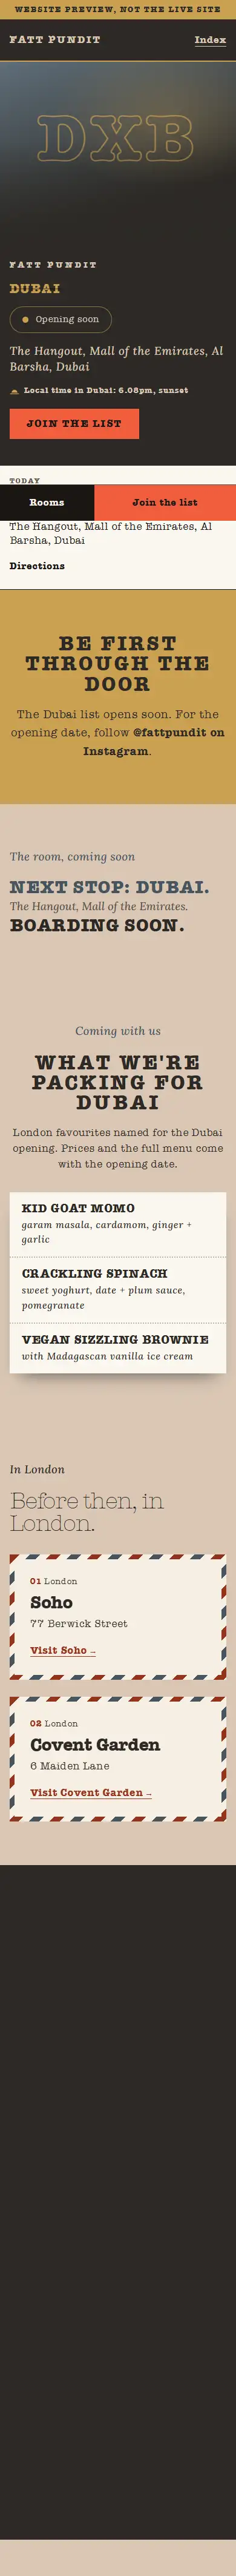 WEBSITE PREVIEW, NOT THE LIVE SITE
FATT PUNDIT
Index
DXB
FATT PUNDIT
DUBAI
Opening soon
The Hangout, Mall of the Emirates, Al
Barsha, Dubai
Local time in Dubai: 6.08pm, sunset
JOIN THE LIST
TODAY
Rooms
Join the list
The Hangout, Mall of the Emirates, Al
Barsha, Dubai
Directions
BE FIRST
THROUGH THE
DOOR
The Dubai list opens soon. For the
opening date, follow @fattpundit on
Instagram.
The room, coming soon
NEXT STOP: DUBAI.
The Hangout, Mall of the Emirates.
BOARDING SOON.
Coming with us
WHAT WE'RE
PACKING FOR
DUBAI
London favourites named for the Dubai
opening. Prices and the full menu come
with the opening date.
KID GOAT MOMO
garam masala, cardamom, ginger +
garlic
CRACKLING SPINACH
sweet yoghurt, date + plum sauce,
pomegranate
VEGAN SIZZLING BROWNIE
with Madagascan vanilla ice cream
In London
Before then, in
London.
01 London
Soho
77 Berwick Street
Visit Soho →
02 London
Covent Garden
6 Maiden Lane
Visit Covent Garden →